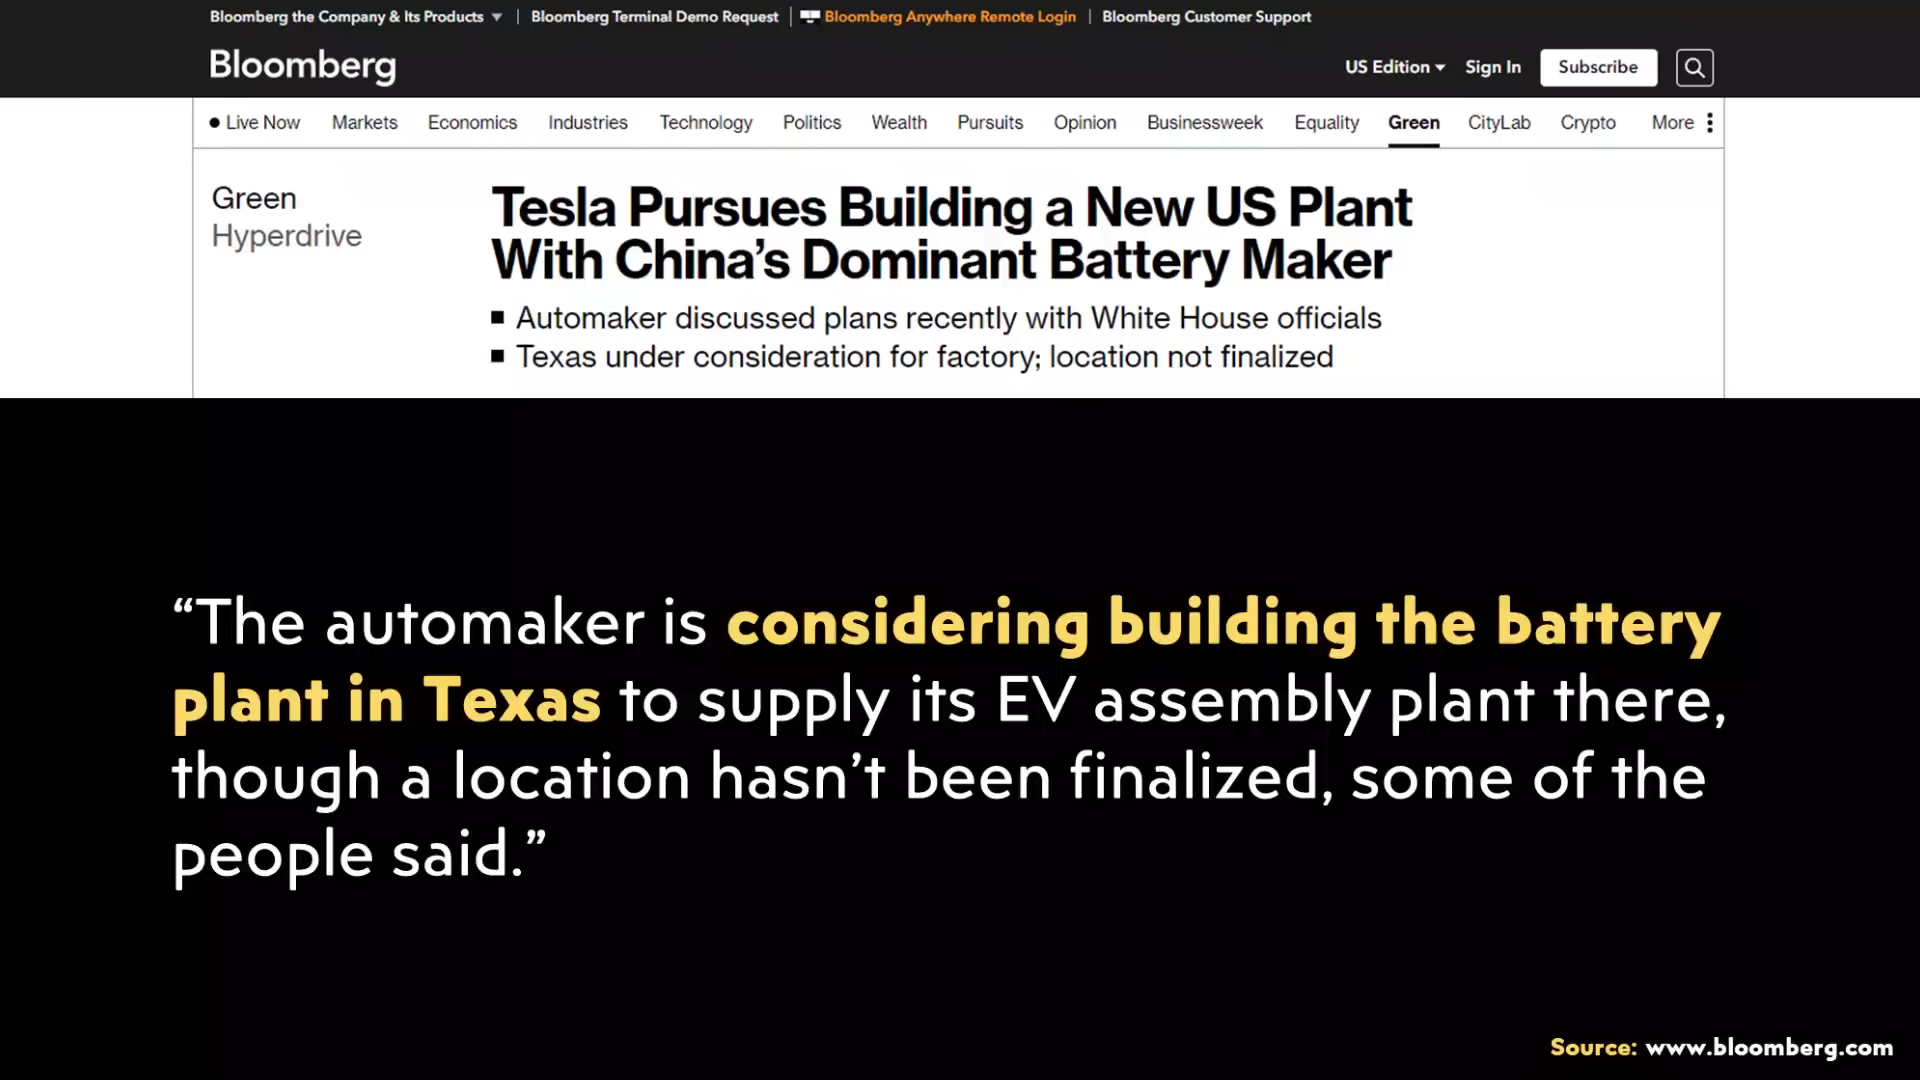 Bloomberg the Company & Its Products ▼ | Bloomberg Terminal Demo Request | Bloomberg Anywhere Remote Login | Bloomberg Customer Support
Bloomberg
US Edition ▾ Sign In Subscribe
• Live Now Markets Economics Industries Technology Politics Wealth Pursuits Opinion Businessweek Equality Green CityLab Crypto More ⋮
Green
Hyperdrive
Tesla Pursues Building a New US Plant
With China’s Dominant Battery Maker
■ Automaker discussed plans recently with White House officials
■ Texas under consideration for factory; location not finalized
“The automaker is considering building the battery
plant in Texas to supply its EV assembly plant there,
though a location hasn’t been finalized, some of the
people said.”
Source: www.bloomberg.com